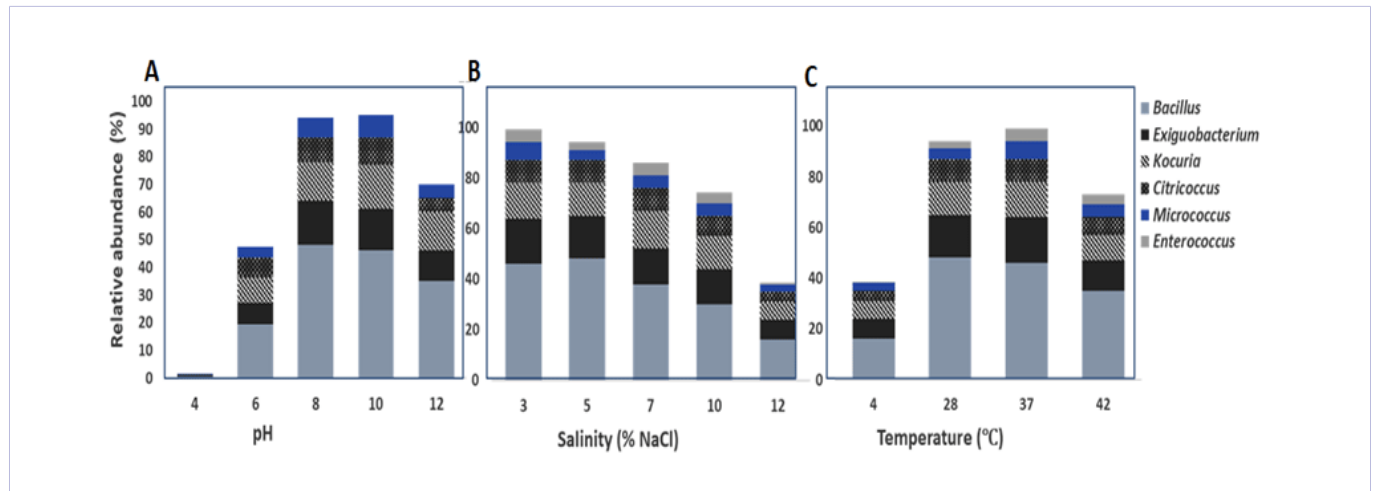 A
Relative abundance (%)
100
90
80
70
60
50
40
30
20
10
0
4 6 8 10 12
pH
B
100
80
60
40
20
0
3 5 7 10 12
Salinity (% NaCl)
C
100
80
60
40
20
0
4 28 37 42
Temperature (°C)
Bacillus
Exiguobacterium
Kocuria
Citricoccus
Micrococcus
Enterococcus